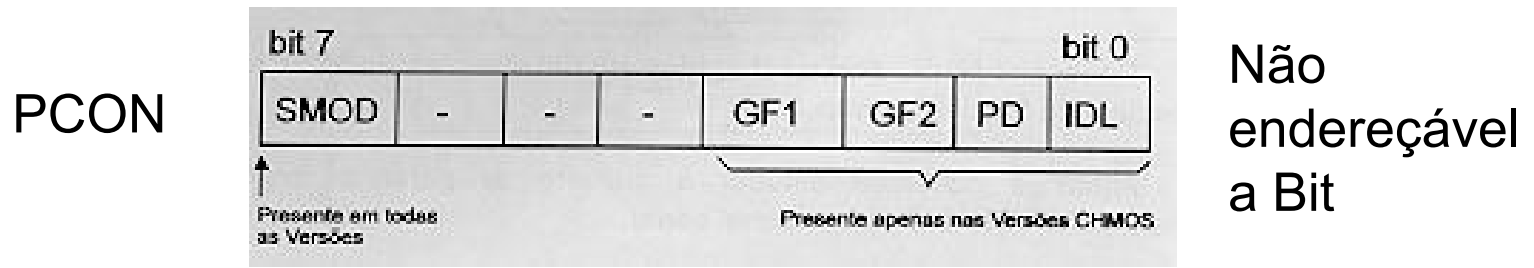 PCON
bit 7
bit 0
SMOD - - - GF1 GF2 PD IDL
Presente em todas
as Versões
Presente apenas nas Versões CHMOS
Não
endereçável
a Bit